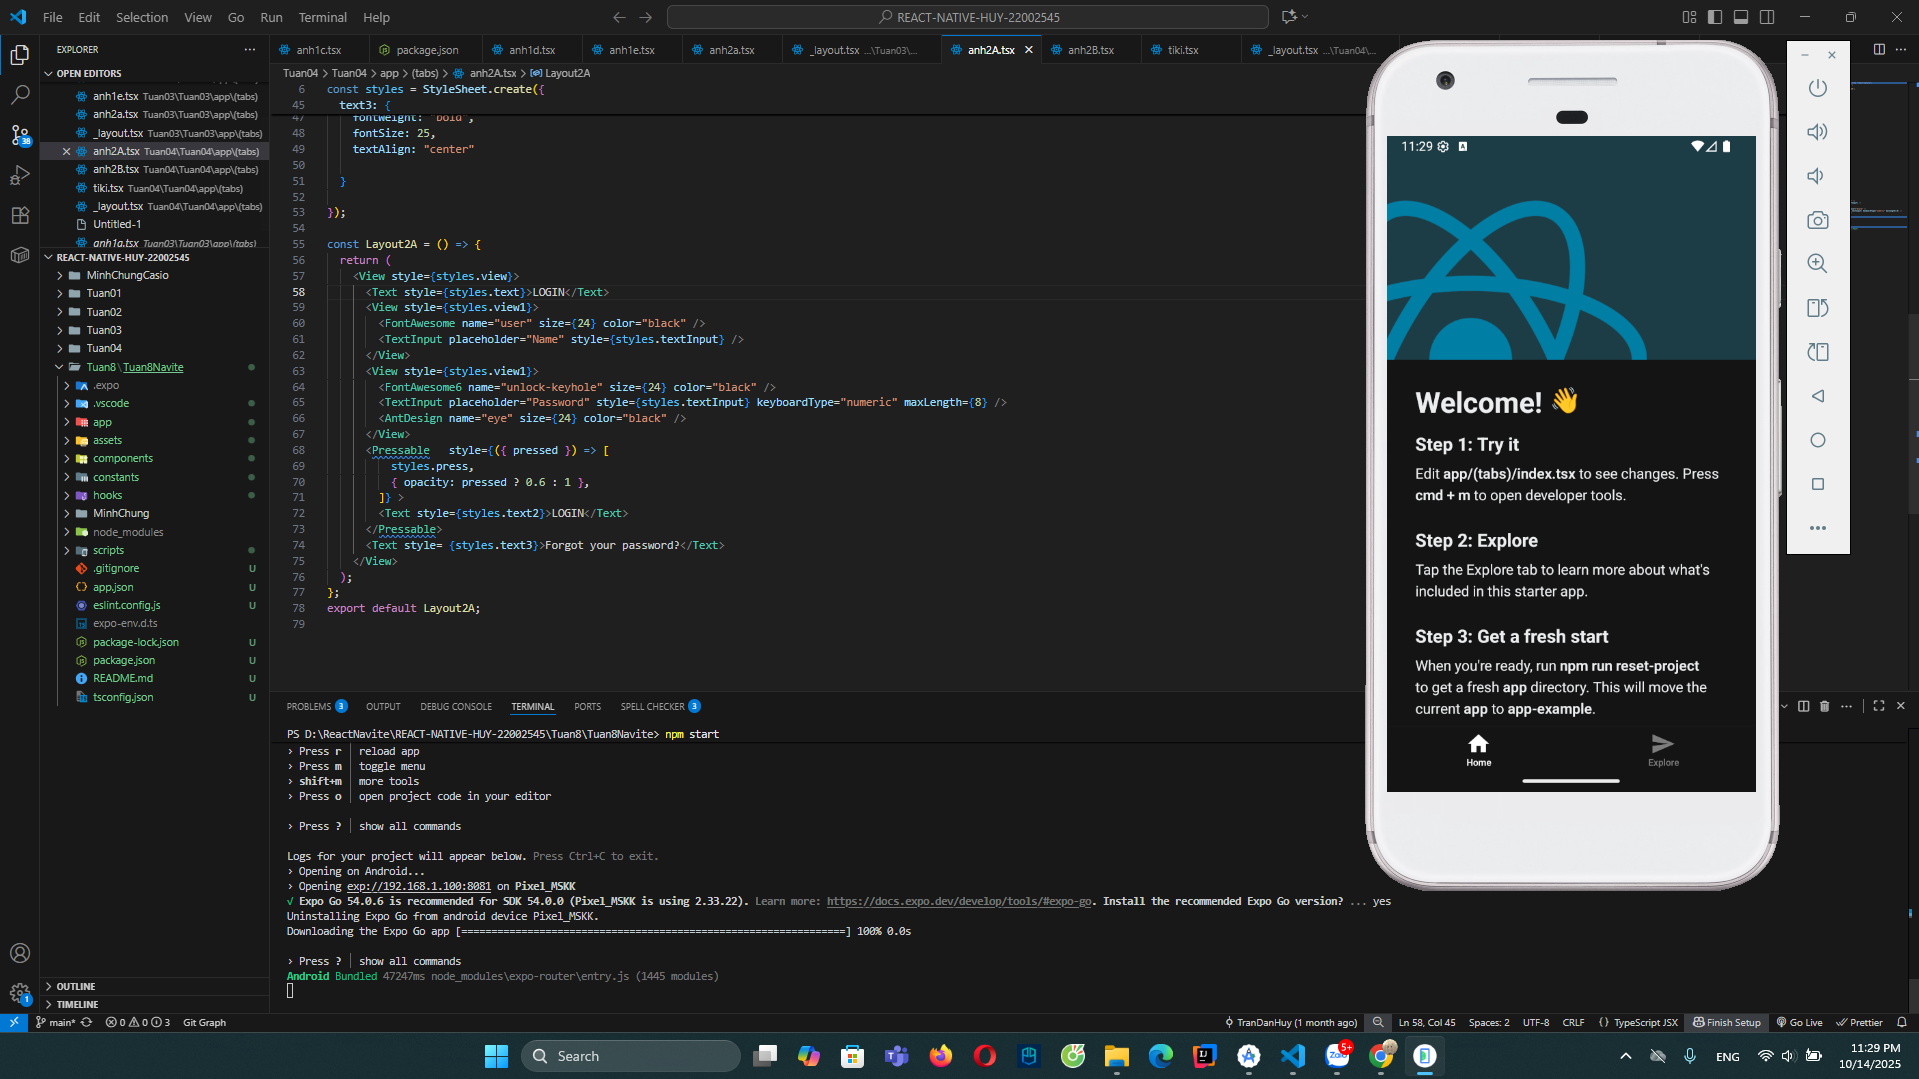 File Edit Selection View Go Run Terminal Help
REACT-NATIVE-HUY-22002545
EXPLORER
OPEN EDITORS
anh1e.tsx Tuan03\Tuan03\app\(tabs)
anh2a.tsx Tuan03\Tuan03\app\(tabs)
_layout.tsx Tuan03\Tuan03\app\(tabs)
anh2A.tsx Tuan04\Tuan04\app\(tabs)
anh2B.tsx Tuan04\Tuan04\app\(tabs)
tiki.tsx Tuan04\Tuan04\app\(tabs)
_layout.tsx Tuan04\Tuan04\app\(tabs)
Untitled-1
anh1a.tsx Tuan03\Tuan03\app\(tabs)
REACT-NATIVE-HUY-22002545
MinhChungCasio
Tuan01
Tuan02
Tuan03
Tuan04
Tuan8\Tuan8Navite
.expo
.vscode
app
assets
components
constants
hooks
MinhChung
node_modules
scripts
.gitignore U
app.json U
eslint.config.js U
expo-env.d.ts
package-lock.json U
package.json U
README.md U
tsconfig.json U
OUTLINE
TIMELINE
38
1
anh1c.tsx package.json anh1d.tsx anh1e.tsx anh2a.tsx _layout.tsx ...\Tuan03\... anh2A.tsx anh2B.tsx tiki.tsx _layout.tsx ...\Tuan04\...
Tuan04 > Tuan04 > app > (tabs) > anh2A.tsx > Layout2A
6 const styles = StyleSheet.create({
45 text3: {
47 fontWeight: "bold",
48 fontSize: 25,
49 textAlign: "center"
50
51 }
52
53 });
54
55 const Layout2A = () => {
56 return (
57 <View style={styles.view}>
58 <Text style={styles.text}>LOGIN</Text>
59 <View style={styles.view1}>
60 <FontAwesome name="user" size={24} color="black" />
61 <TextInput placeholder="Name" style={styles.textInput} />
62 </View>
63 <View style={styles.view1}>
64 <FontAwesome6 name="unlock-keyhole" size={24} color="black" />
65 <TextInput placeholder="Password" style={styles.textInput} keyboardType="numeric" maxLength={8} />
66 <AntDesign name="eye" size={24} color="black" />
67 </View>
68 <Pressable style={({ pressed }) => [
69 styles.press,
70 { opacity: pressed ? 0.6 : 1 },
71 ]} >
72 <Text style={styles.text2}>LOGIN</Text>
73 </Pressable>
74 <Text style= {styles.text3}>Forgot your password?</Text>
75 </View>
76 );
77 };
78 export default Layout2A;
79
PROBLEMS 3 OUTPUT DEBUG CONSOLE TERMINAL PORTS SPELL CHECKER 3
PS D:\ReactNavite\REACT-NATIVE-HUY-22002545\Tuan8\Tuan8Navite> npm start
› Press r │ reload app
› Press m │ toggle menu
› shift+m │ more tools
› Press o │ open project code in your editor
› Press ? │ show all commands
Logs for your project will appear below. Press Ctrl+C to exit.
› Opening on Android...
› Opening exp://192.168.1.100:8081 on Pixel_MSKK
√ Expo Go 54.0.6 is recommended for SDK 54.0.0 (Pixel_MSKK is using 2.33.22). Learn more: https://docs.expo.dev/develop/tools/#expo-go. Install the recommended Expo Go version? ... yes
Uninstalling Expo Go from android device Pixel_MSKK.
Downloading the Expo Go app [================================================================] 100% 0.0s
› Press ? │ show all commands
Android Bundled 47247ms node_modules\expo-router\entry.js (1445 modules)
11:29
Welcome! 👋
Step 1: Try it
Edit app/(tabs)/index.tsx to see changes. Press
cmd + m to open developer tools.
Step 2: Explore
Tap the Explore tab to learn more about what's
included in this starter app.
Step 3: Get a fresh start
When you're ready, run npm run reset-project
to get a fresh app directory. This will move the
current app to app-example.
Home Explore
main* 0 0 3 Git Graph TranDanHuy (1 month ago) Ln 58, Col 45 Spaces: 2 UTF-8 CRLF TypeScript JSX Finish Setup Go Live Prettier
Search
Zalo 5+
ENG
11:29 PM
10/14/2025